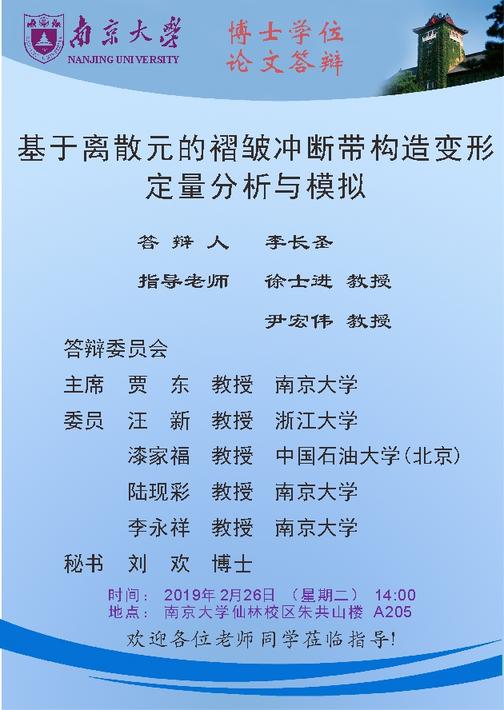 南京大学
NANJING UNIVERSITY
博士学位
论文答辩
基于离散元的褶皱冲断带构造变形
定量分析与模拟
答 辩 人 李长圣
指导老师 徐士进 教授
尹宏伟 教授
答辩委员会
主席 贾 东 教授 南京大学
委员 汪 新 教授 浙江大学
漆家福 教授 中国石油大学(北京)
陆现彩 教授 南京大学
李永祥 教授 南京大学
秘书 刘 欢 博士
时间： 2019年2月26日 （星期二） 14:00
地点： 南京大学仙林校区朱共山楼 A205
欢迎各位老师同学莅临指导!